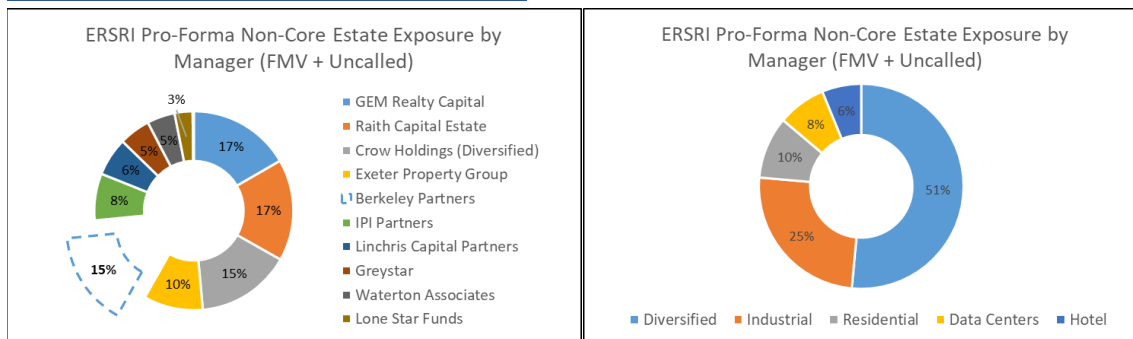 ERSRI Pro-Forma Non-Core Estate Exposure by
Manager (FMV + Uncalled)
3%
5%
5%
6%
8%
15%
10%
15%
17%
17%
GEM Realty Capital
Raith Capital Estate
Crow Holdings (Diversified)
Exeter Property Group
Berkeley Partners
IPI Partners
Linchris Capital Partners
Greystar
Waterton Associates
Lone Star Funds
ERSRI Pro-Forma Non-Core Estate Exposure by
Manager (FMV + Uncalled)
6%
8%
10%
51%
25%
Diversified
Industrial
Residential
Data Centers
Hotel